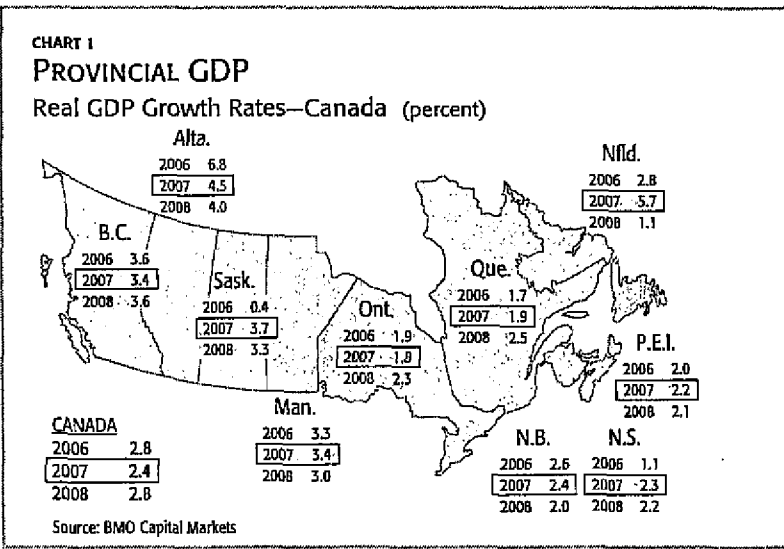 CHART 1
PROVINCIAL GDP
Real GDP Growth Rates—Canada (percent)
Alta.
2006 6.8
2007 4.5
2008 4.0
Nfld.
2006 2.8
2007 5.7
2008 1.1
B.C.
2006 3.6
2007 3.4
2008 3.6
Sask.
2006 0.4
2007 3.7
2008 3.3
Ont.
2006 1.9
2007 1.8
2008 2.3
Que.
2006 1.7
2007 1.9
2008 2.5
P.E.I.
2006 2.0
2007 2.2
2008 2.1
Man.
2006 3.3
2007 3.4
2008 3.0
CANADA
2006 2.8
2007 2.4
2008 2.8
N.B.
2006 2.6
2007 2.4
2008 2.0
N.S.
2006 1.1
2007 2.3
2008 2.2
Source: BMO Capital Markets